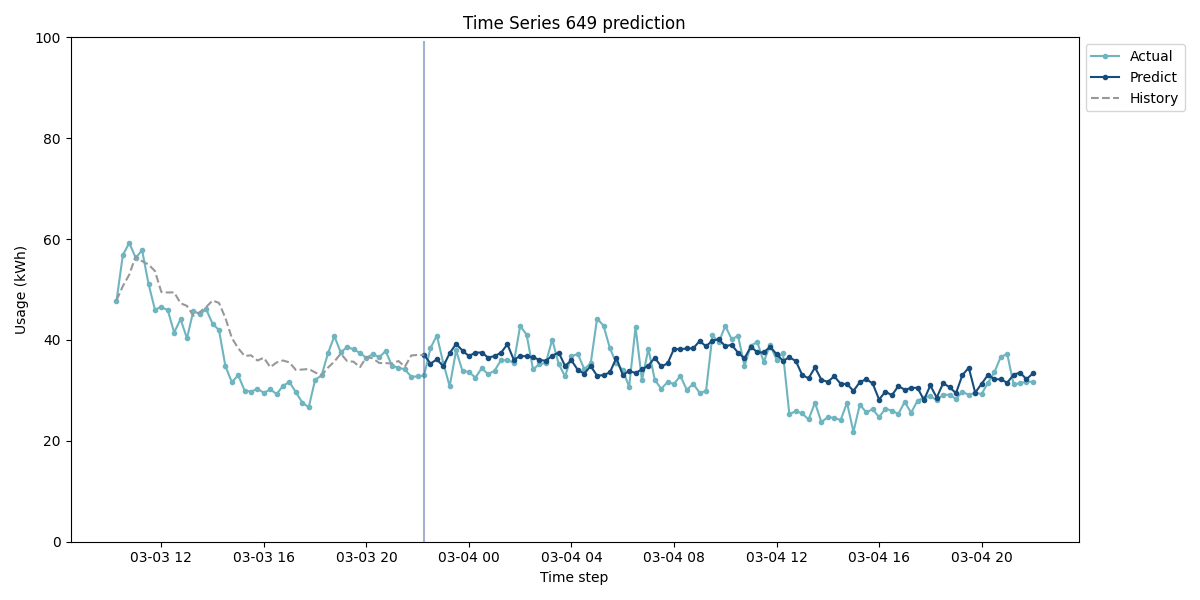 Time Series 649 prediction
100
80
60
40
20
0
Usage (kWh)
03-03 12
03-03 16
03-03 20
03-04 00
03-04 04
03-04 08
03-04 12
03-04 16
03-04 20
Time step
Actual
Predict
History